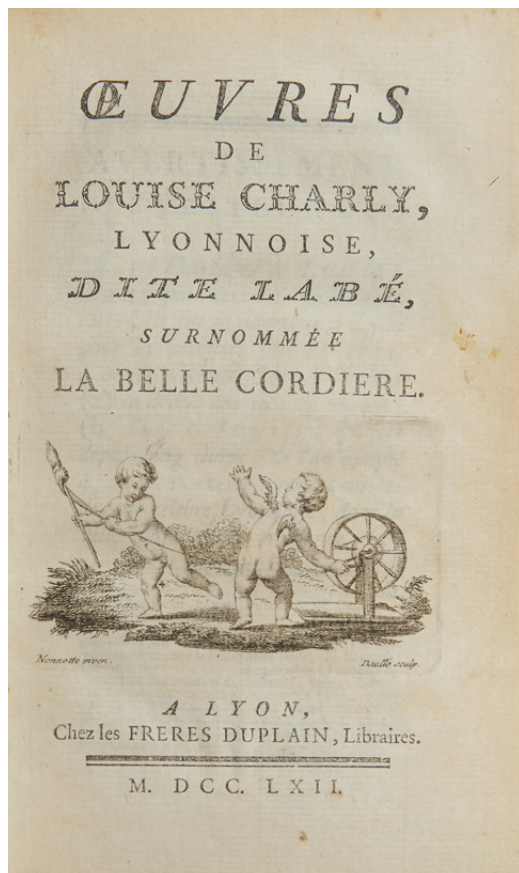 ŒUVRES
DE
LOUISE CHARLY,
LYONNOISE,
DITE LABÉ,
SURNOMMÉE
LA BELLE CORDIERE.
Nonnotte inven.
Daullé sculp.
A LYON,
Chez les FRERES DUPLAIN, Libraires.
M. DCC. LXII.